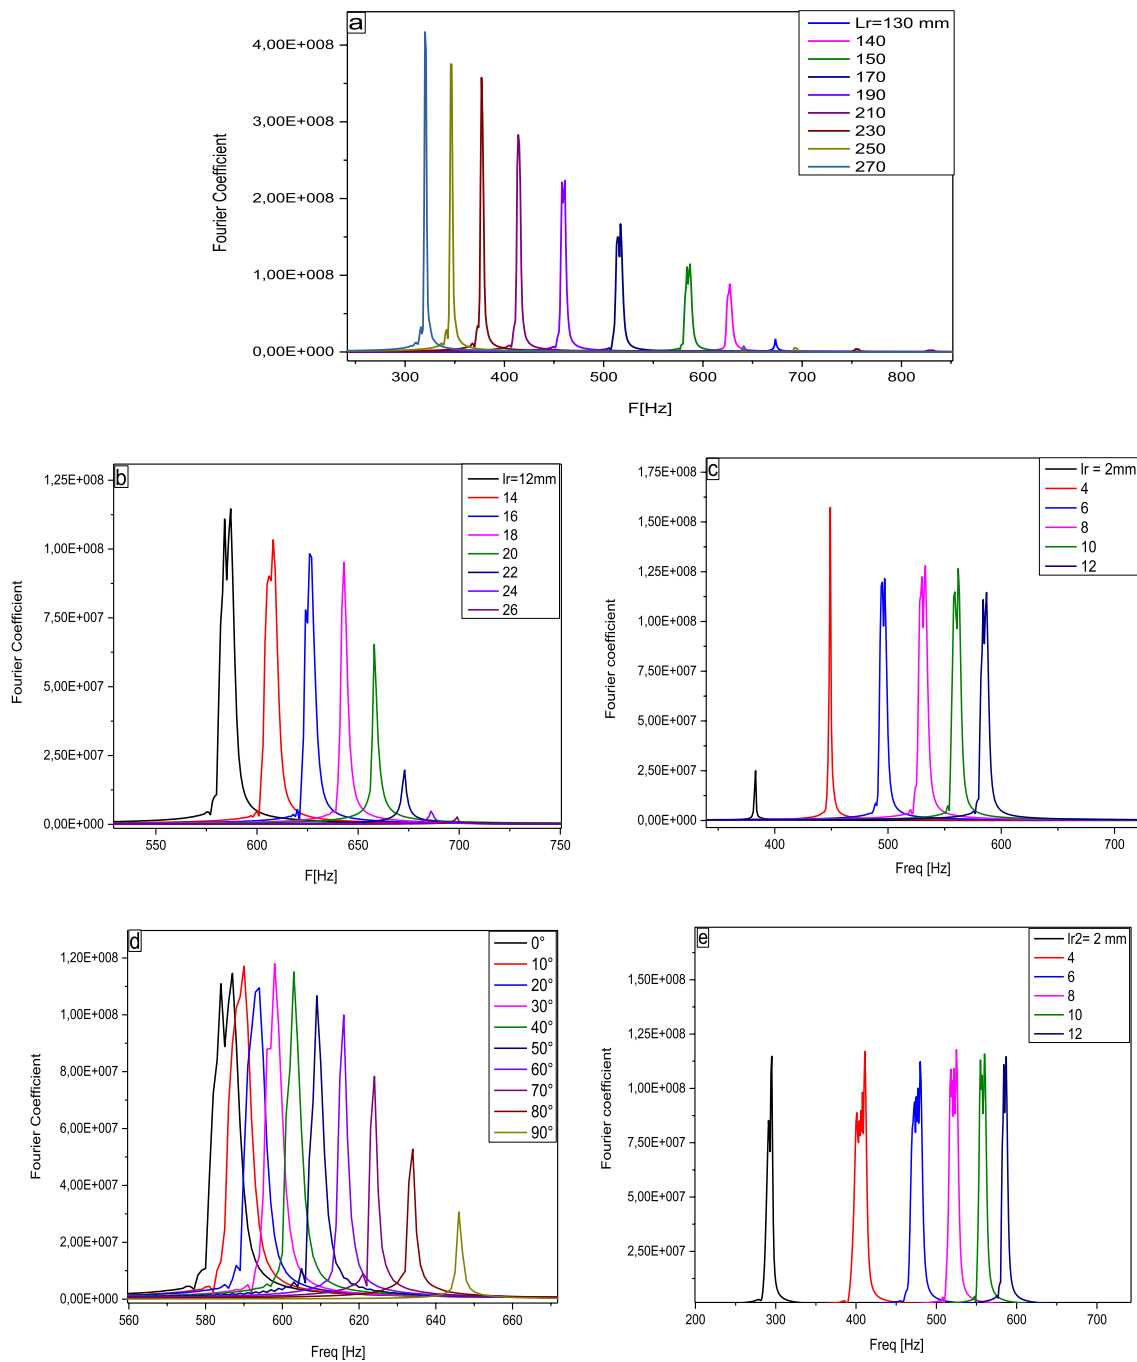 a
4,00E+008
3,00E+008
2,00E+008
1,00E+008
0,00E+000
Fourier Coefficient
300 400 500 600 700 800
F[Hz]
Lr=130 mm
140
150
170
190
210
230
250
270
b
1,25E+008
1,00E+008
7,50E+007
5,00E+007
2,50E+007
0,00E+000
Fourier Coefficient
550 600 650 700 750
F[Hz]
lr=12mm
14
16
18
20
22
24
26
c
1,75E+008
1,50E+008
1,25E+008
1,00E+008
7,50E+007
5,00E+007
2,50E+007
0,00E+000
Fourier coefficient
400 500 600 700
Freq [Hz]
lr = 2mm
4
6
8
10
12
d
1,20E+008
1,00E+008
8,00E+007
6,00E+007
4,00E+007
2,00E+007
0,00E+000
Fourier Coefficient
560 580 600 620 640 660
Freq [Hz]
0°
10°
20°
30°
40°
50°
60°
70°
80°
90°
e
1,50E+008
1,25E+008
1,00E+008
7,50E+007
5,00E+007
2,50E+007
Fourier coefficient
200 300 400 500 600 700
Freq [Hz]
lr2= 2 mm
4
6
8
10
12